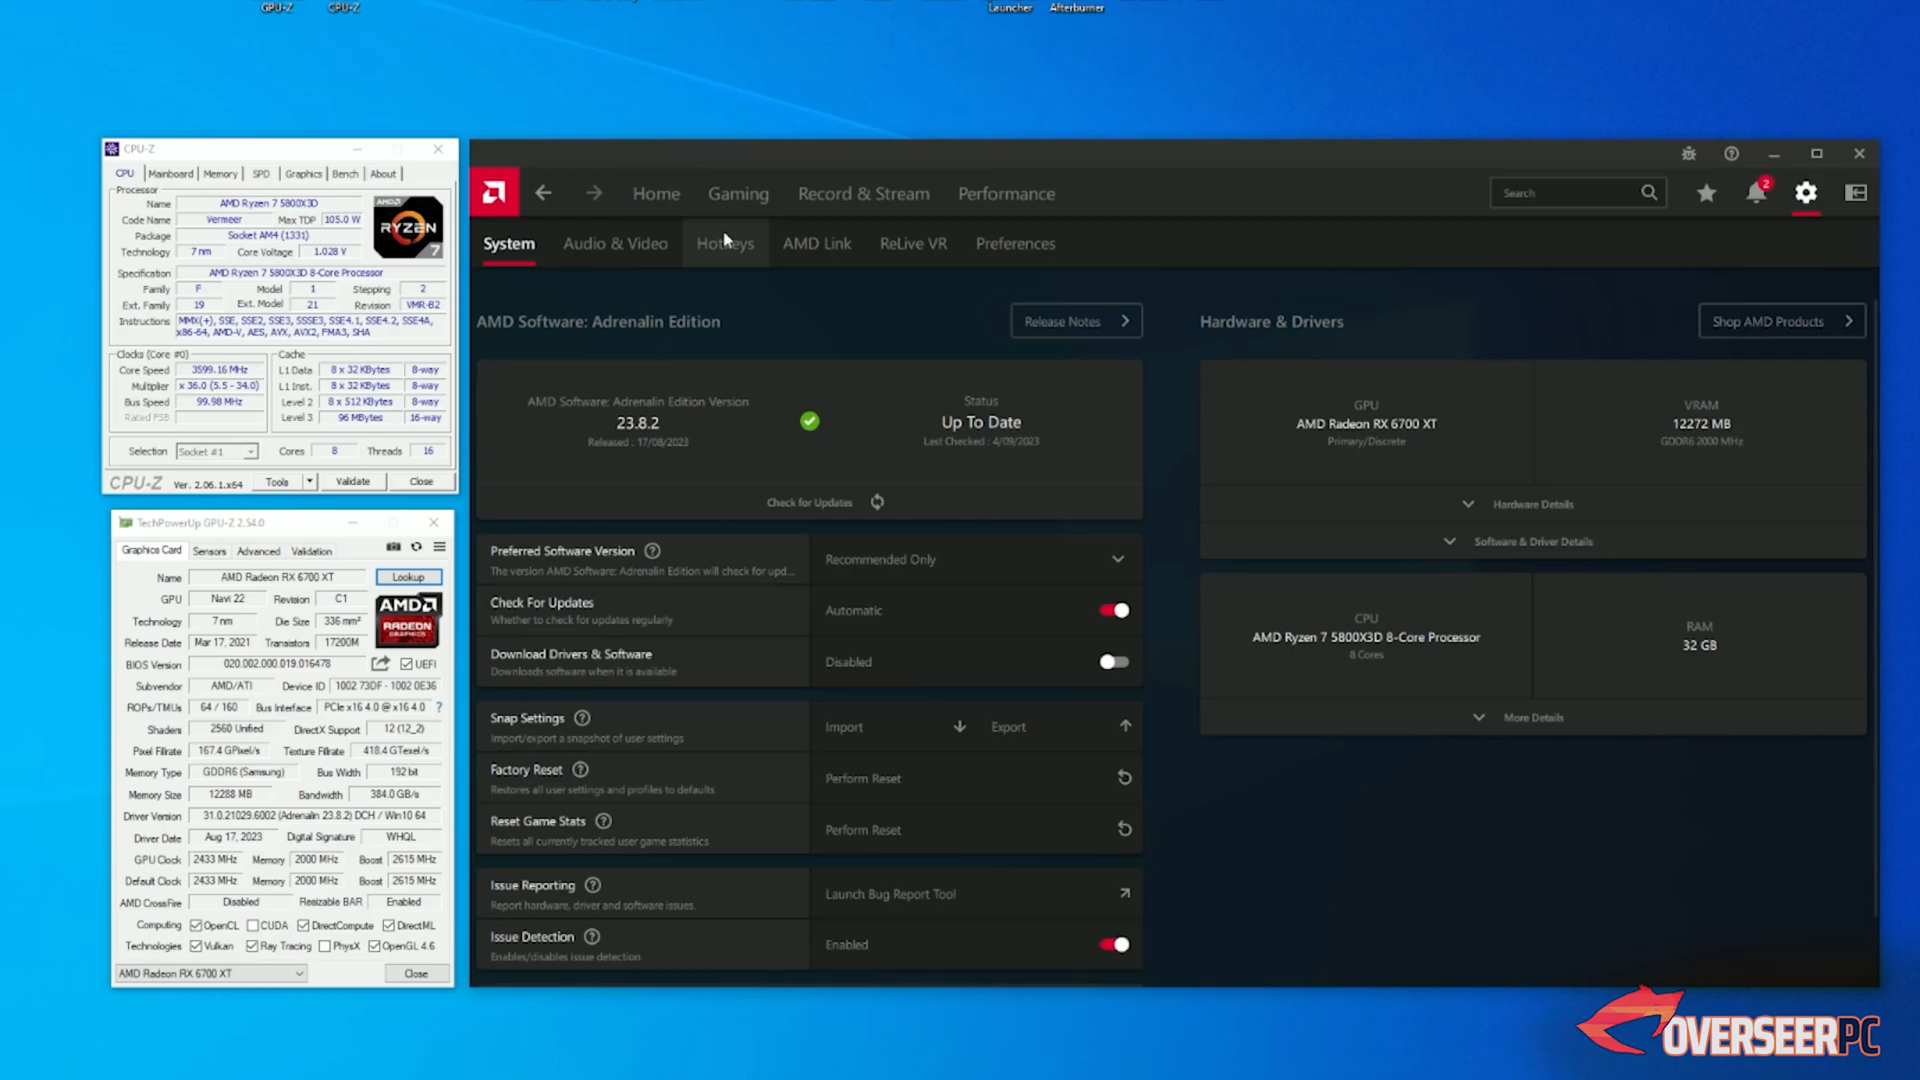 GPU-Z CPU-Z Launcher Afterburner
CPU-Z
CPU Mainboard Memory SPD Graphics Bench About
Processor
Name AMD Ryzen 7 5800X3D
Code Name Vermeer Max TDP 105.0 W
Package Socket AM4 (1331)
Technology 7 nm Core Voltage 1.028 V
AMD RYZEN 7
Specification AMD Ryzen 7 5800X3D 8-Core Processor
Family F Model 1 Stepping 2
Ext. Family 19 Ext. Model 21 Revision VMR-B2
Instructions MMX(+), SSE, SSE2, SSE3, SSSE3, SSE4.1, SSE4.2, SSE4A,
x86-64, AMD-V, AES, AVX, AVX2, FMA3, SHA
Clocks (Core #0) Cache
Core Speed 3599.16 MHz L1 Data 8 x 32 KBytes 8-way
Multiplier x 36.0 (5.5 - 34.0) L1 Inst. 8 x 32 KBytes 8-way
Bus Speed 99.98 MHz Level 2 8 x 512 KBytes 8-way
Rated FSB Level 3 96 MBytes 16-way
Selection Socket #1 Cores 8 Threads 16
CPU-Z Ver. 2.06.1.x64 Tools Validate Close
TechPowerUp GPU-Z 2.54.0
Graphics Card Sensors Advanced Validation
Name AMD Radeon RX 6700 XT Lookup
GPU Navi 22 Revision C1
Technology 7 nm Die Size 336 mm²
Release Date Mar 17, 2021 Transistors 17200M
AMD RADEON GRAPHICS
BIOS Version 020.002.000.019.016478 UEFI
Subvendor AMD/ATI Device ID 1002 73DF - 1002 0E36
ROPs/TMUs 64 / 160 Bus Interface PCIe x16 4.0 @ x16 4.0 ?
Shaders 2560 Unified DirectX Support 12 (12_2)
Pixel Fillrate 167.4 GPixel/s Texture Fillrate 418.4 GTexel/s
Memory Type GDDR6 (Samsung) Bus Width 192 bit
Memory Size 12288 MB Bandwidth 384.0 GB/s
Driver Version 31.0.21029.6002 (Adrenalin 23.8.2) DCH / Win10 64
Driver Date Aug 17, 2023 Digital Signature WHQL
GPU Clock 2433 MHz Memory 2000 MHz Boost 2615 MHz
Default Clock 2433 MHz Memory 2000 MHz Boost 2615 MHz
AMD CrossFire Disabled Resizable BAR Enabled
Computing OpenCL CUDA DirectCompute DirectML
Technologies Vulkan Ray Tracing PhysX OpenGL 4.6
AMD Radeon RX 6700 XT Close
Home Gaming Record & Stream Performance Search 2
System Audio & Video Hotkeys AMD Link ReLive VR Preferences
AMD Software: Adrenalin Edition Release Notes
AMD Software: Adrenalin Edition Version
23.8.2
Released : 17/08/2023
Status
Up To Date
Last Checked : 4/09/2023
Check for Updates
Preferred Software Version Recommended Only
The version AMD Software: Adrenalin Edition will check for upd...
Check For Updates Automatic
Whether to check for updates regularly
Download Drivers & Software Disabled
Downloads software when it is available
Snap Settings Import Export
Import/export a snapshot of user settings
Factory Reset Perform Reset
Restores all user settings and profiles to defaults
Reset Game Stats Perform Reset
Resets all currently tracked user game statistics
Issue Reporting Launch Bug Report Tool
Report hardware, driver and software issues.
Issue Detection Enabled
Enables/disables issue detection.
Hardware & Drivers Shop AMD Products
GPU
AMD Radeon RX 6700 XT
Primary/Discrete
VRAM
12272 MB
GDDR6 2000 MHz
Hardware Details
Software & Driver Details
CPU
AMD Ryzen 7 5800X3D 8-Core Processor
8 Cores
RAM
32 GB
More Details
OVERSEERPC